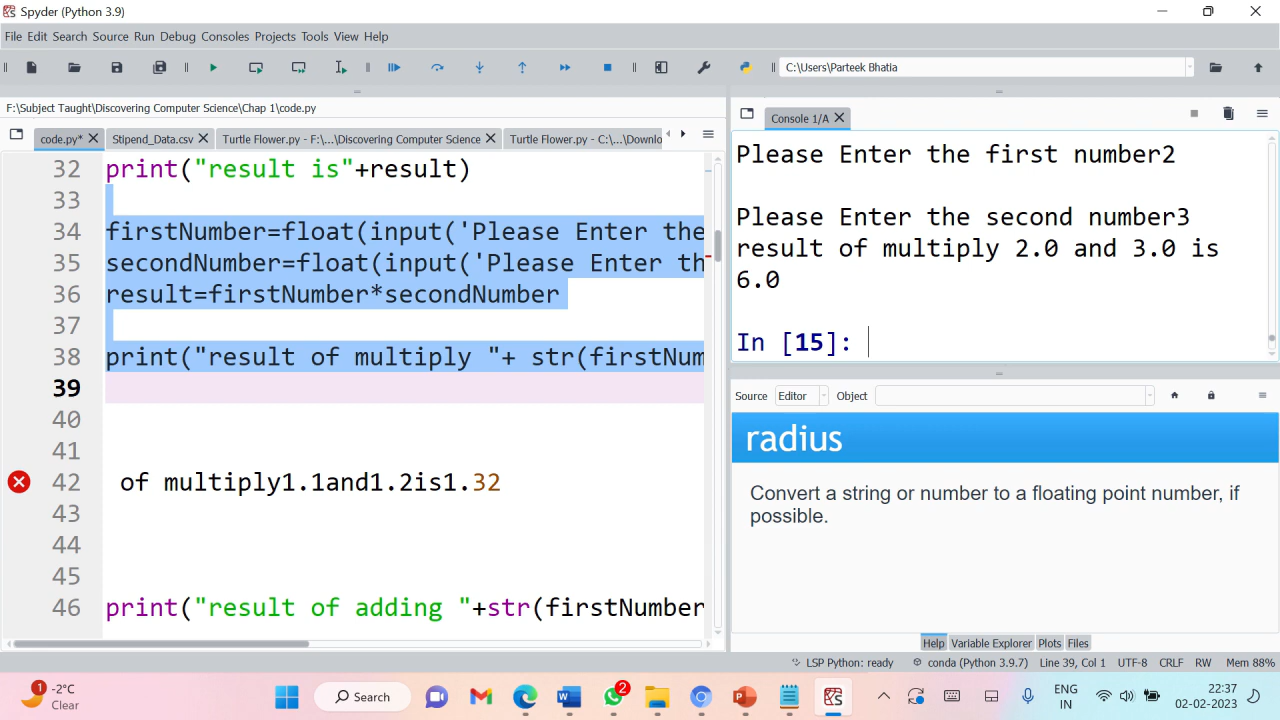 Spyder (Python 3.9)
File Edit Search Source Run Debug Consoles Projects Tools View Help
C:\Users\Parteek Bhatia
F:\Subject Taught\Discovering Computer Science\Chap 1\code.py
code.py* Stipend_Data.csv Turtle Flower.py - F:\...\Discovering Computer Science Turtle Flower.py - C:\...\Downlo
32 print("result is"+result)
33
34 firstNumber=float(input('Please Enter the
35 secondNumber=float(input('Please Enter th
36 result=firstNumber*secondNumber
37
38 print("result of multiply "+ str(firstNum
39
40
41
42 of multiply1.1and1.2is1.32
43
44
45
46 print("result of adding "+str(firstNumber
Console 1/A
Please Enter the first number2
Please Enter the second number3
result of multiply 2.0 and 3.0 is
6.0
In [15]:
Source Editor Object
radius
Convert a string or number to a floating point number, if
possible.
Help Variable Explorer Plots Files
LSP Python: ready conda (Python 3.9.7) Line 39, Col 1 UTF-8 CRLF RW Mem 88%
1 -2°C
Clear
Search
2
ENG
IN
22:37
02-02-2023